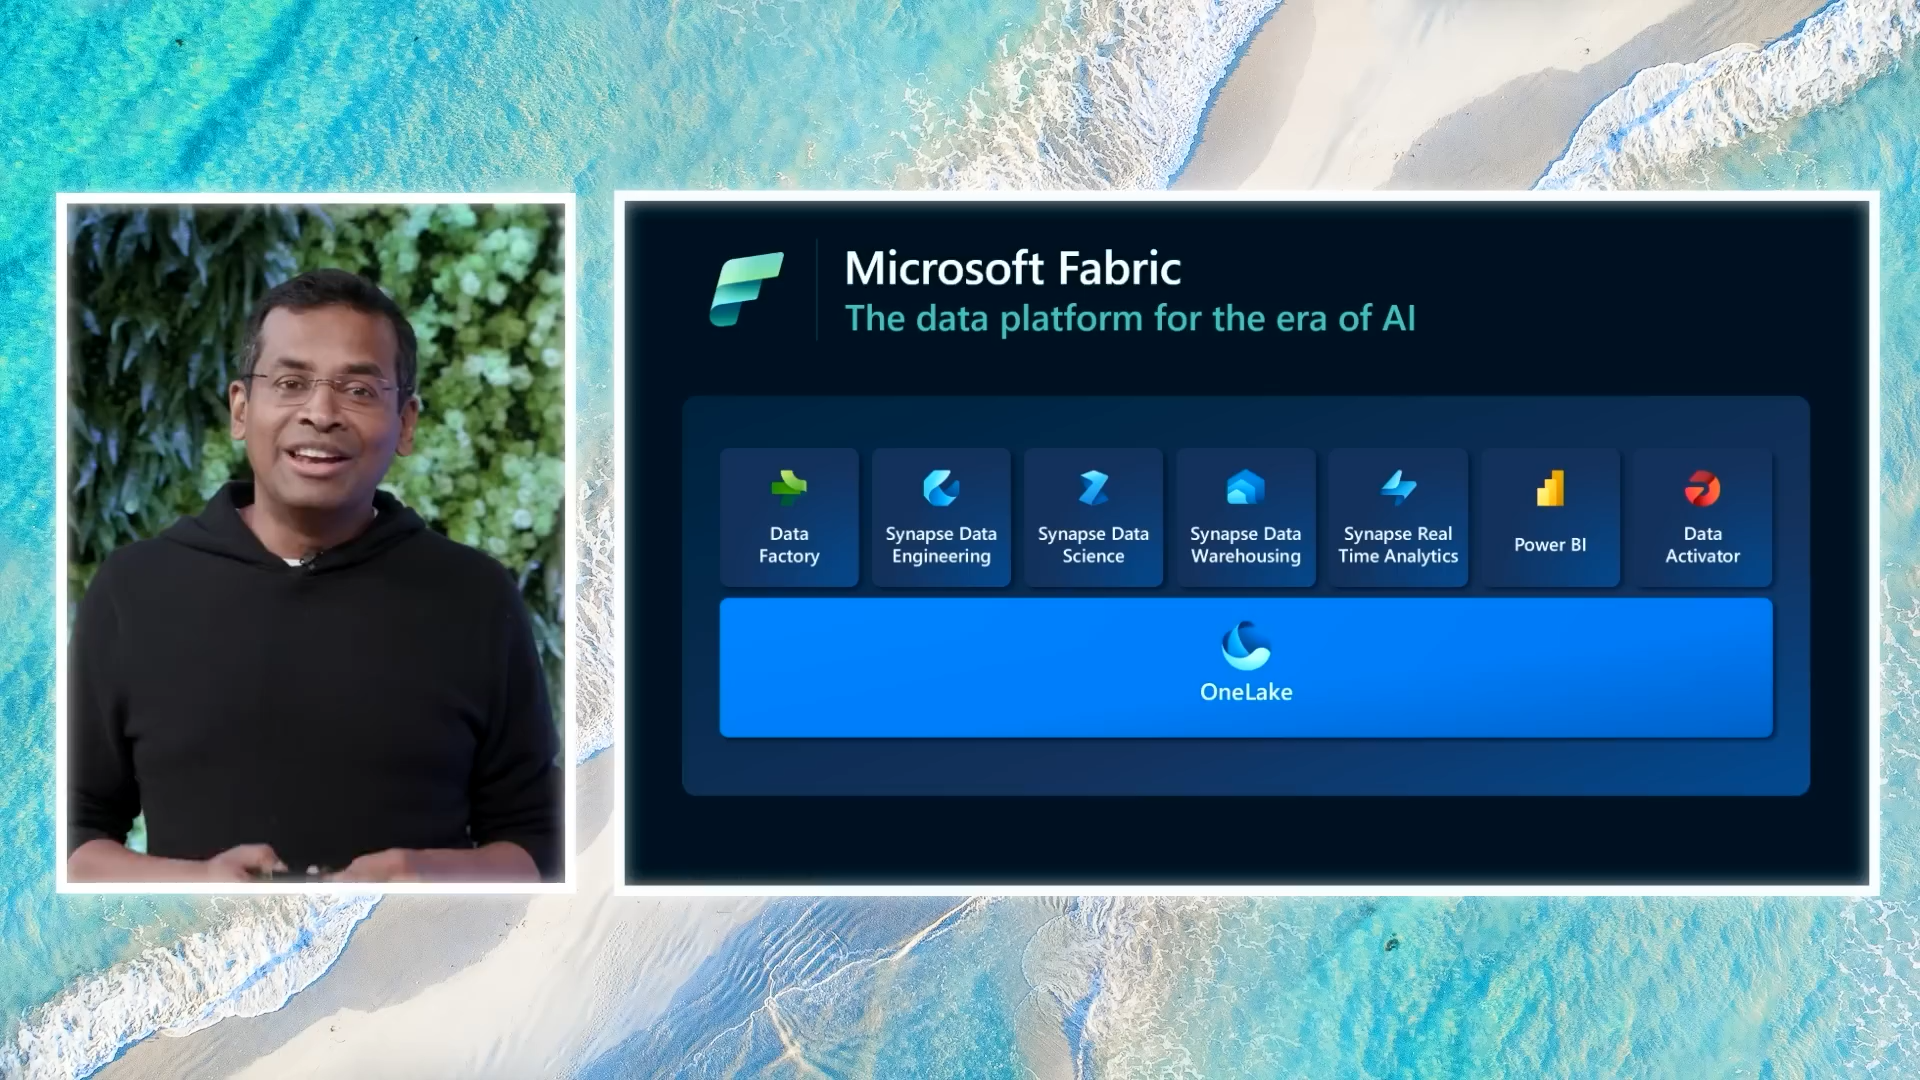 Microsoft Fabric
The data platform for the era of AI
Data
Factory
Synapse Data
Engineering
Synapse Data
Science
Synapse Data
Warehousing
Synapse Real
Time Analytics
Power BI
Data
Activator
OneLake